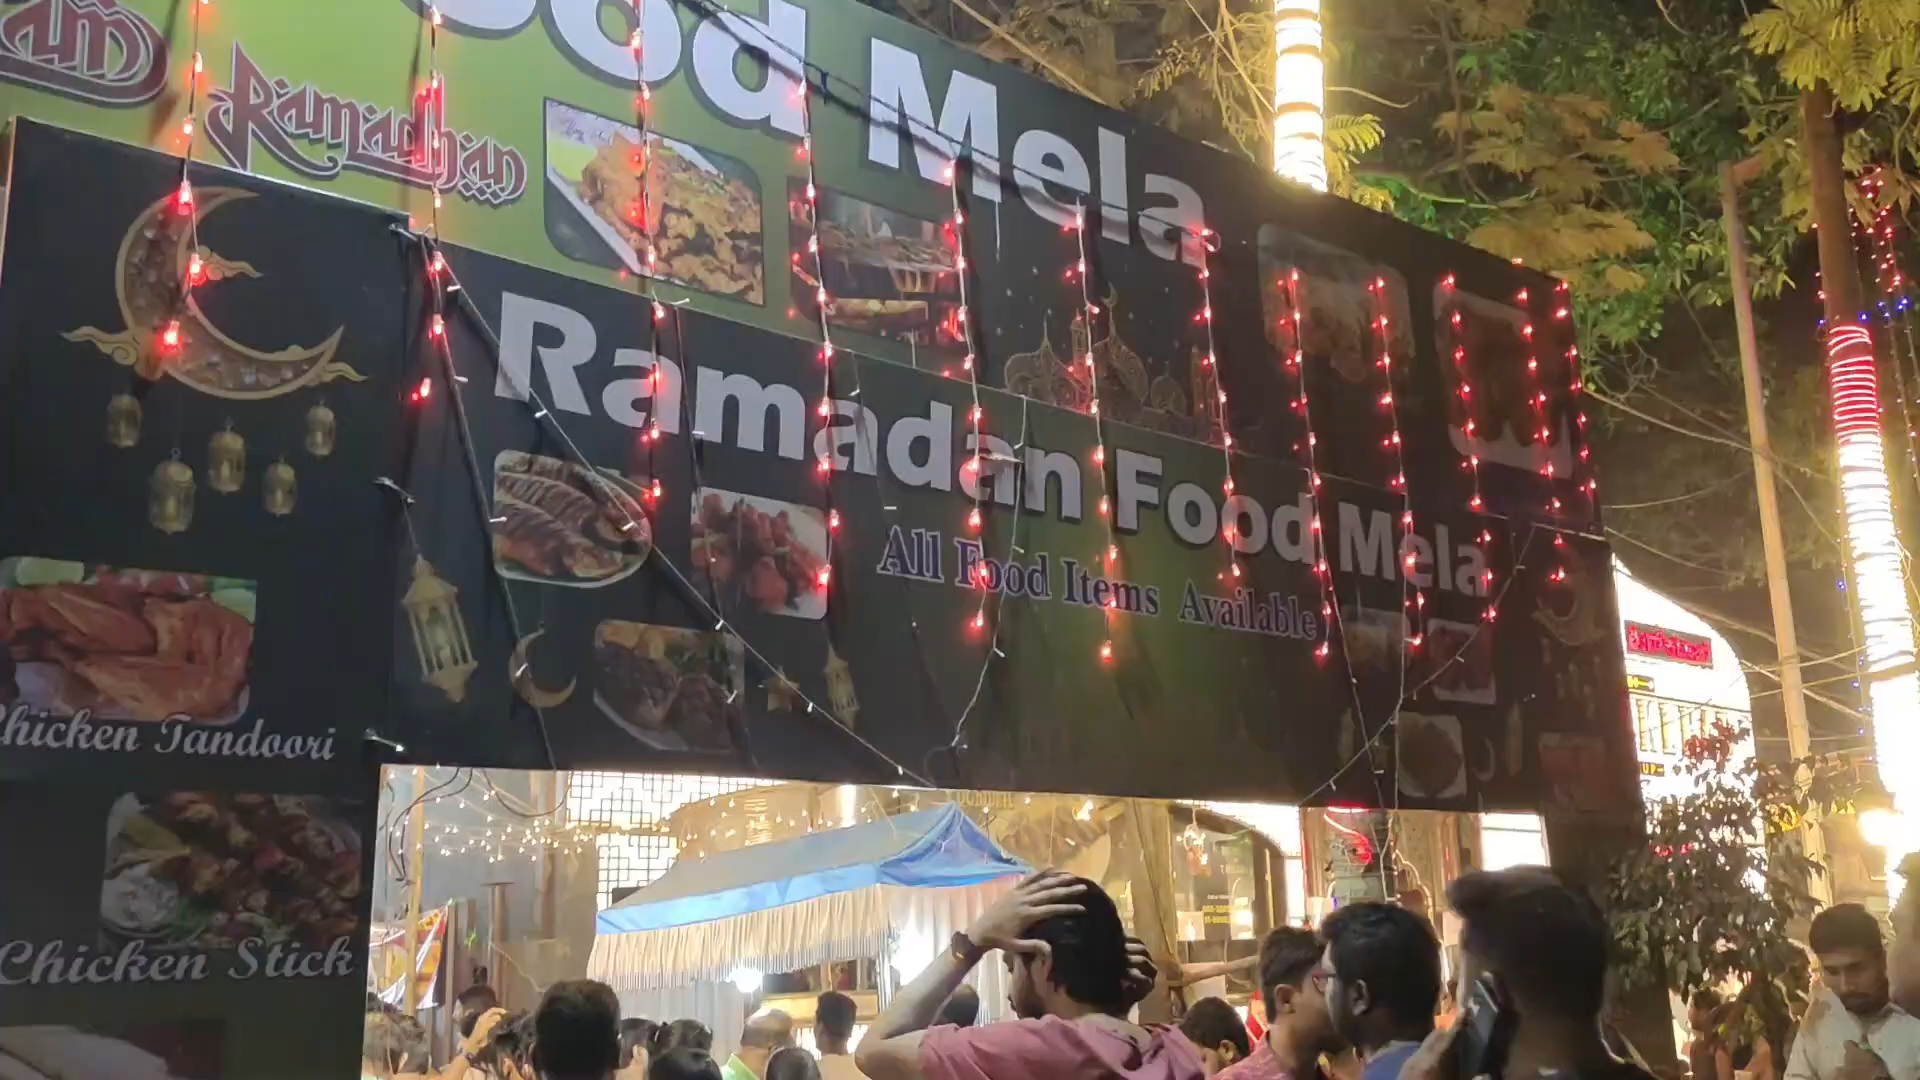 Ramadhan
Mela
Ramadan Food Mela
All Food Items Available
Chicken Tandoori
Chicken Stick